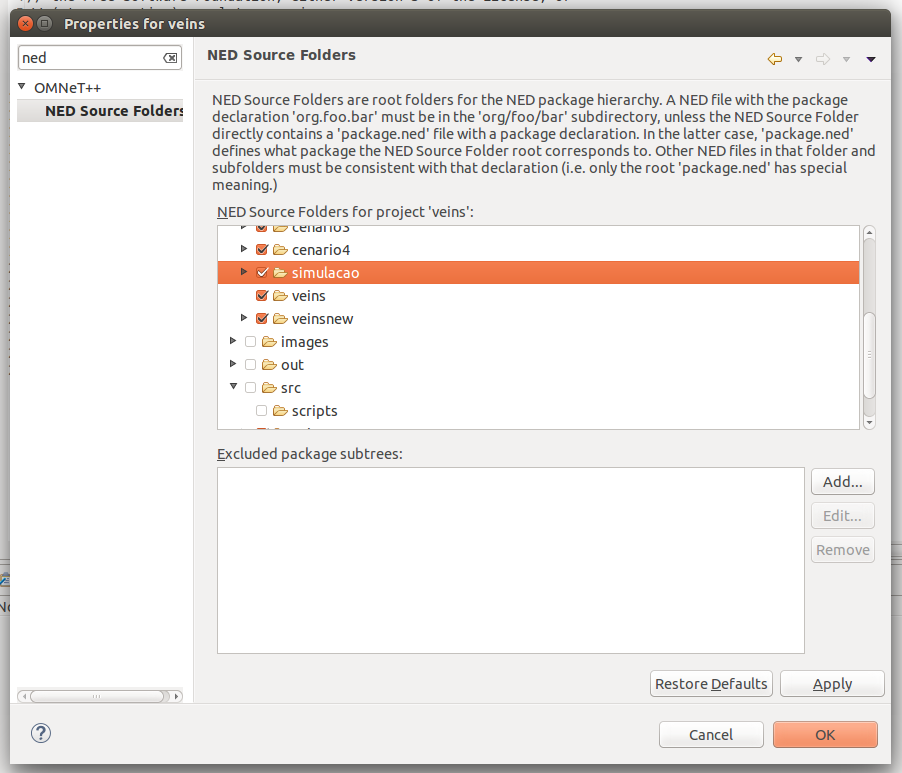 Properties for veins
ned
NED Source Folders
OMNeT++
NED Source Folders
NED Source Folders are root folders for the NED package hierarchy. A NED file with the package
declaration 'org.foo.bar' must be in the 'org/foo/bar' subdirectory, unless the NED Source Folder
directly contains a 'package.ned' file with a package declaration. In the latter case, 'package.ned'
defines what package the NED Source Folder root corresponds to. Other NED files in that folder and
subfolders must be consistent with that declaration (i.e. only the root 'package.ned' has special
meaning.)
NED Source Folders for project 'veins':
cenario3
cenario4
simulacao
veins
veinsnew
images
out
src
scripts
Excluded package subtrees:
Add...
Edit...
Remove
Restore Defaults
Apply
?
Cancel
OK